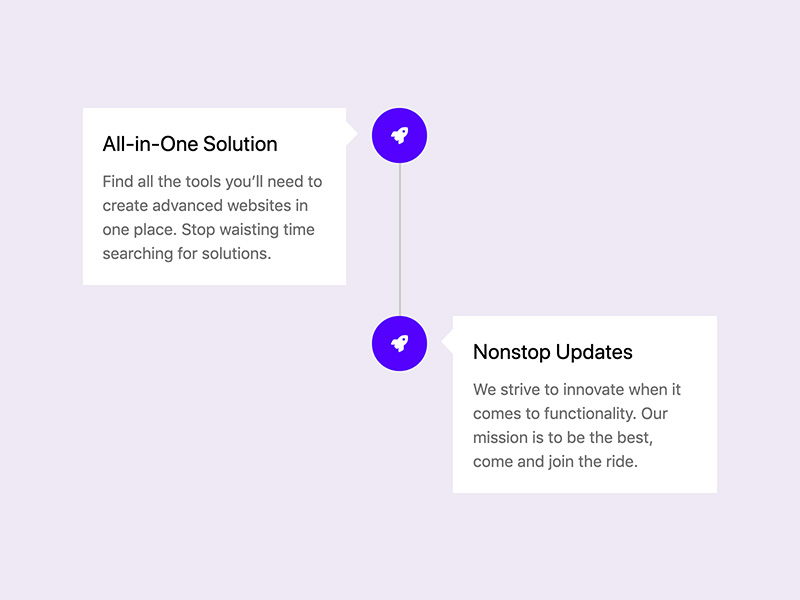 All-in-One Solution
Find all the tools you’ll need to
create advanced websites in
one place. Stop waisting time
searching for solutions.
Nonstop Updates
We strive to innovate when it
comes to functionality. Our
mission is to be the best,
come and join the ride.